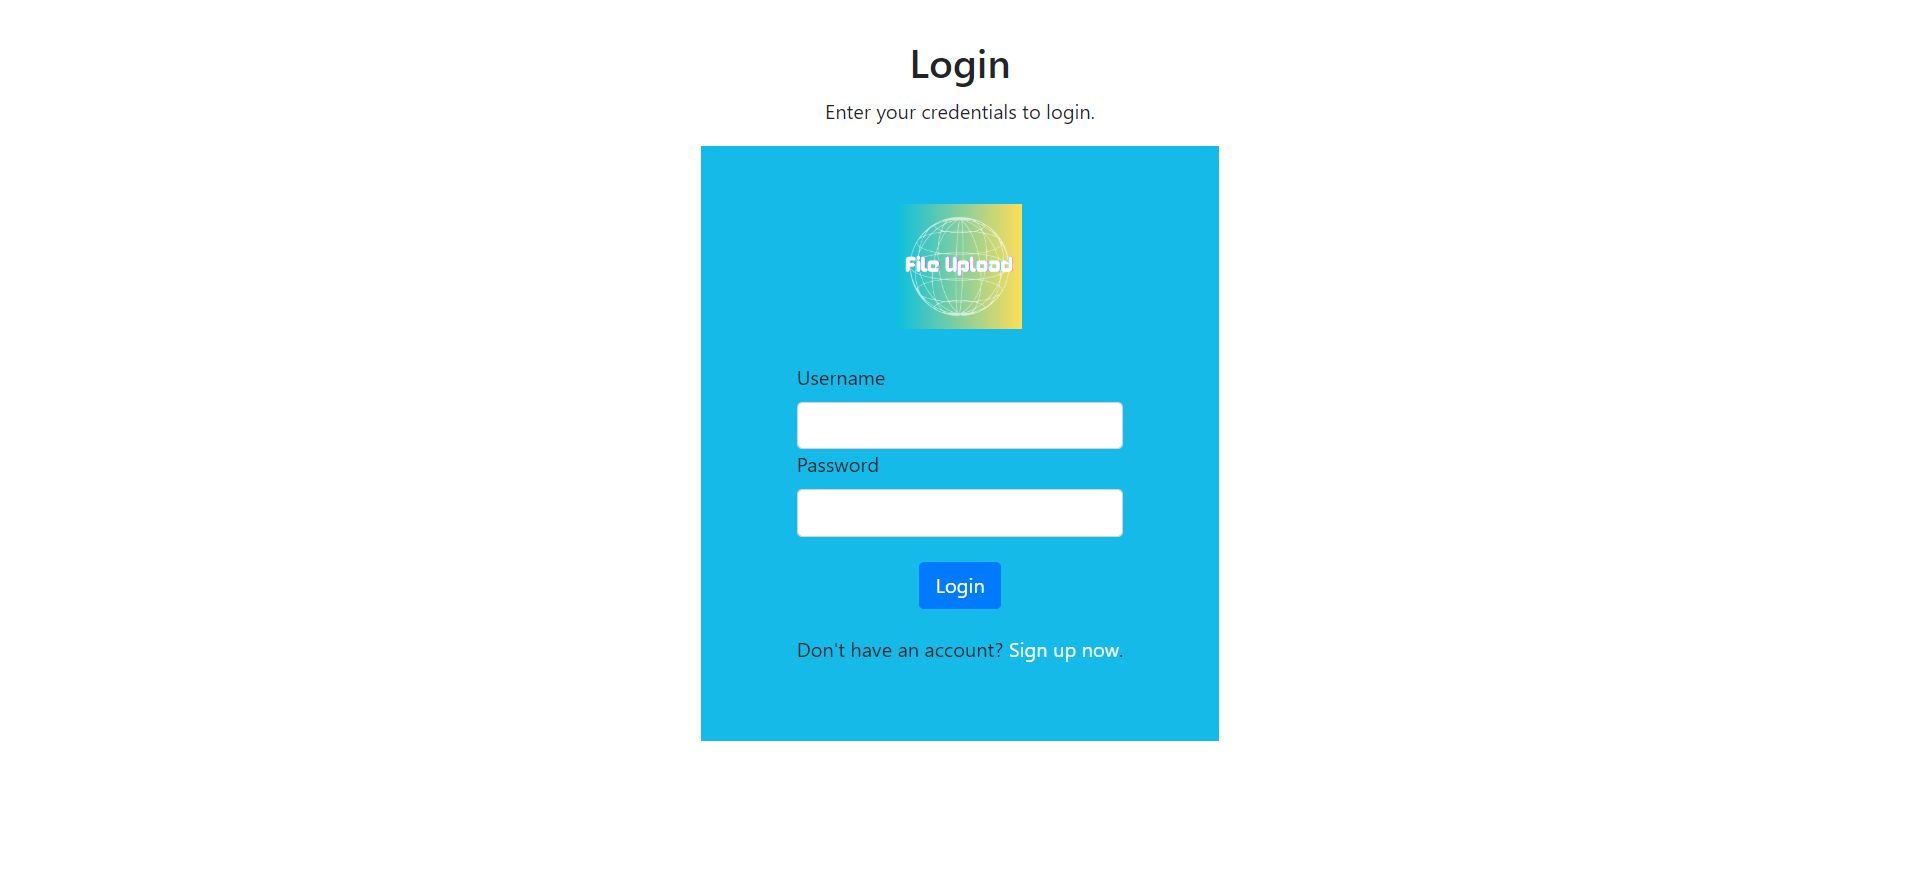 Login
Enter your credentials to login.
File Upload
Username
Password
Login
Don't have an account? Sign up now.